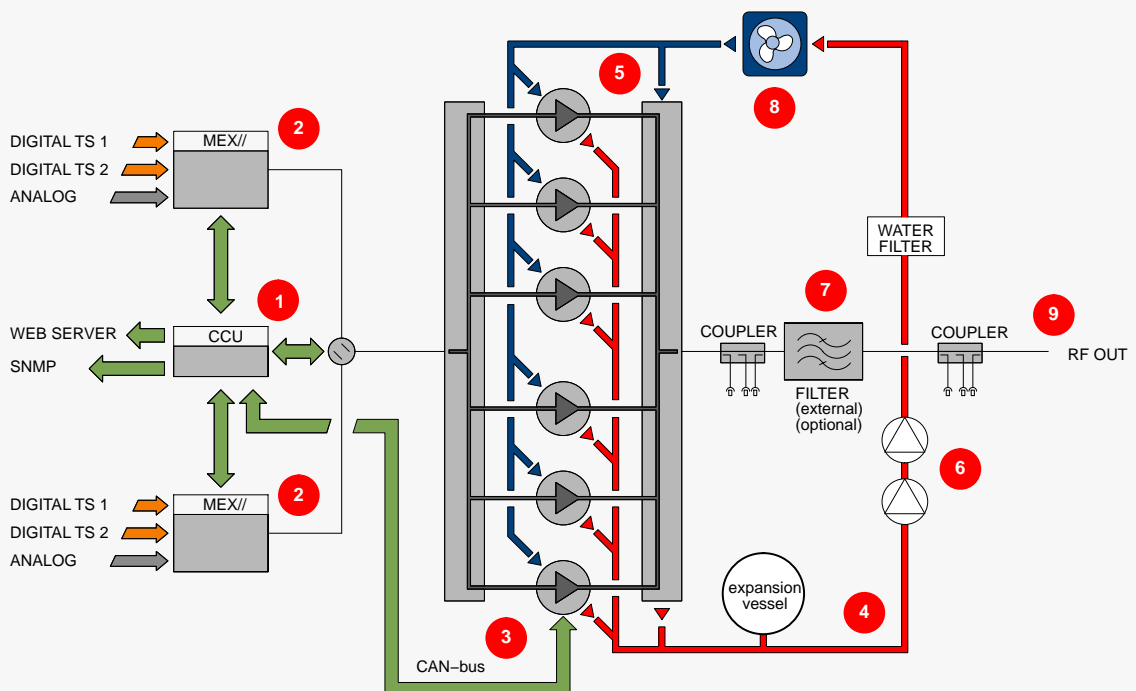 5
8
2
DIGITAL TS 1
MEX//
DIGITAL TS 2
ANALOG
WATER
FILTER
1
7
9
WEB SERVER
CCU
COUPLER
COUPLER
SNMP
RF OUT
FILTER
(external)
(optional)
6
2
DIGITAL TS 1
MEX//
DIGITAL TS 2
ANALOG
expansion
vessel
4
3
CAN–bus